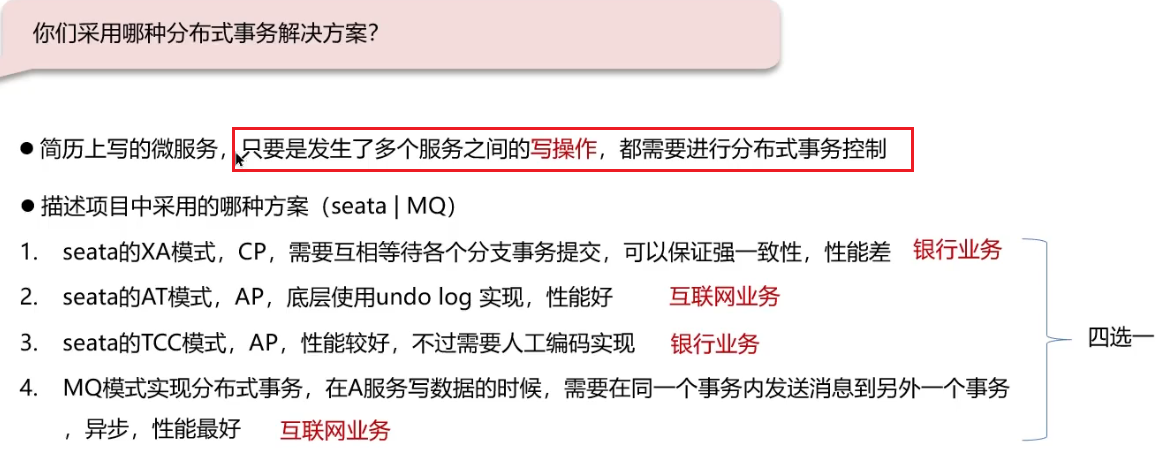 你们采用哪种分布式事务解决方案？
● 简历上写的微服务，只要是发生了多个服务之间的写操作，都需要进行分布式事务控制
● 描述项目中采用的哪种方案（seata | MQ）
1. seata的XA模式，CP，需要互相等待各个分支事务提交，可以保证强一致性，性能差 银行业务
2. seata的AT模式，AP，底层使用undo log 实现，性能好 互联网业务
3. seata的TCC模式，AP，性能较好，不过需要人工编码实现 银行业务
四选一
4. MQ模式实现分布式事务，在A服务写数据的时候，需要在同一个事务内发送消息到另外一个事务
，异步，性能最好 互联网业务